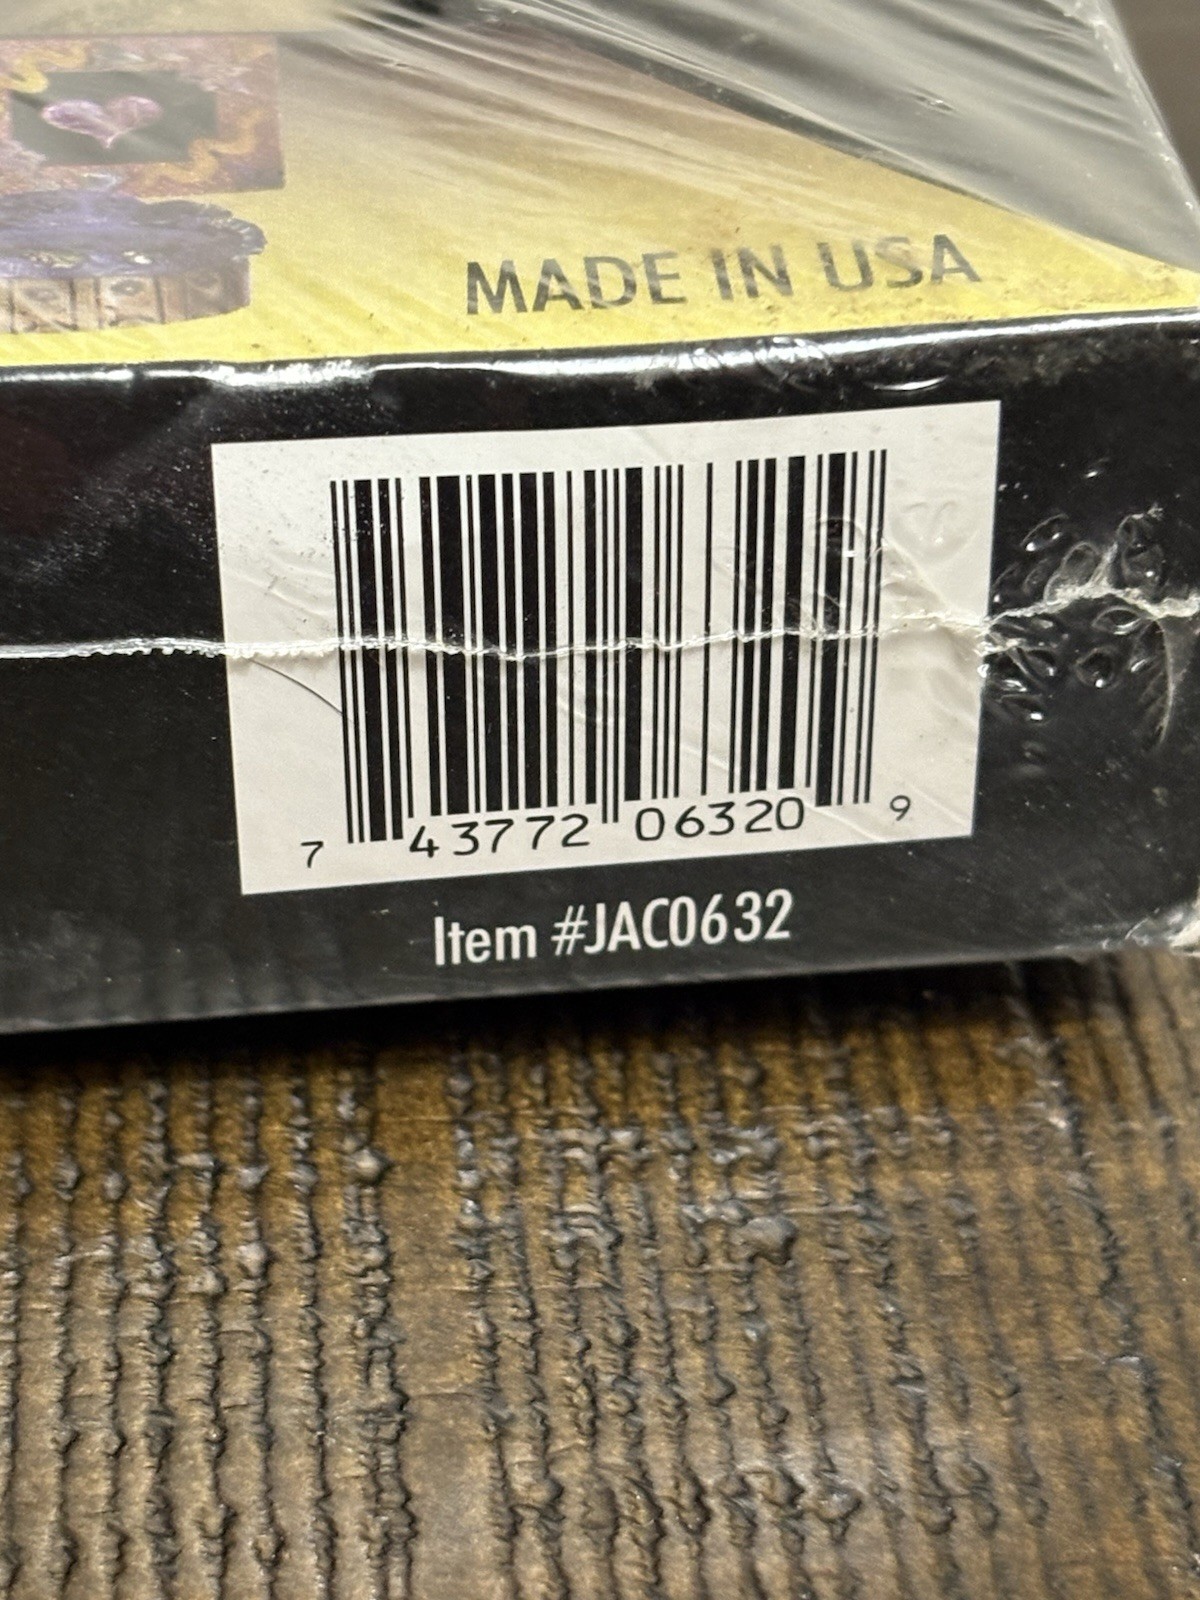 MADE IN USA
7 43772 06320 9
Item #JAC0632